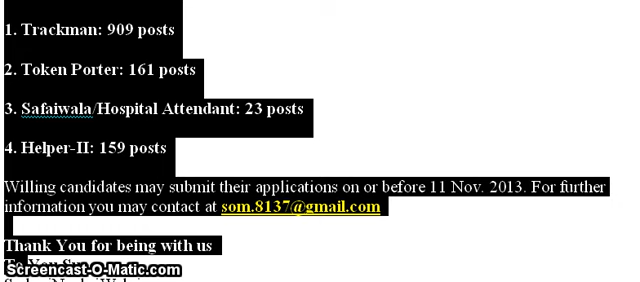 1. Trackman: 909 posts
2. Token Porter: 161 posts
3. Safaiwala/Hospital Attendant: 23 posts
4. Helper-II: 159 posts
Willing candidates may submit their applications on or before 11 Nov. 2013. For further
information you may contact at som.8137@gmail.com
Thank You for being with us
Screencast-O-Matic.com